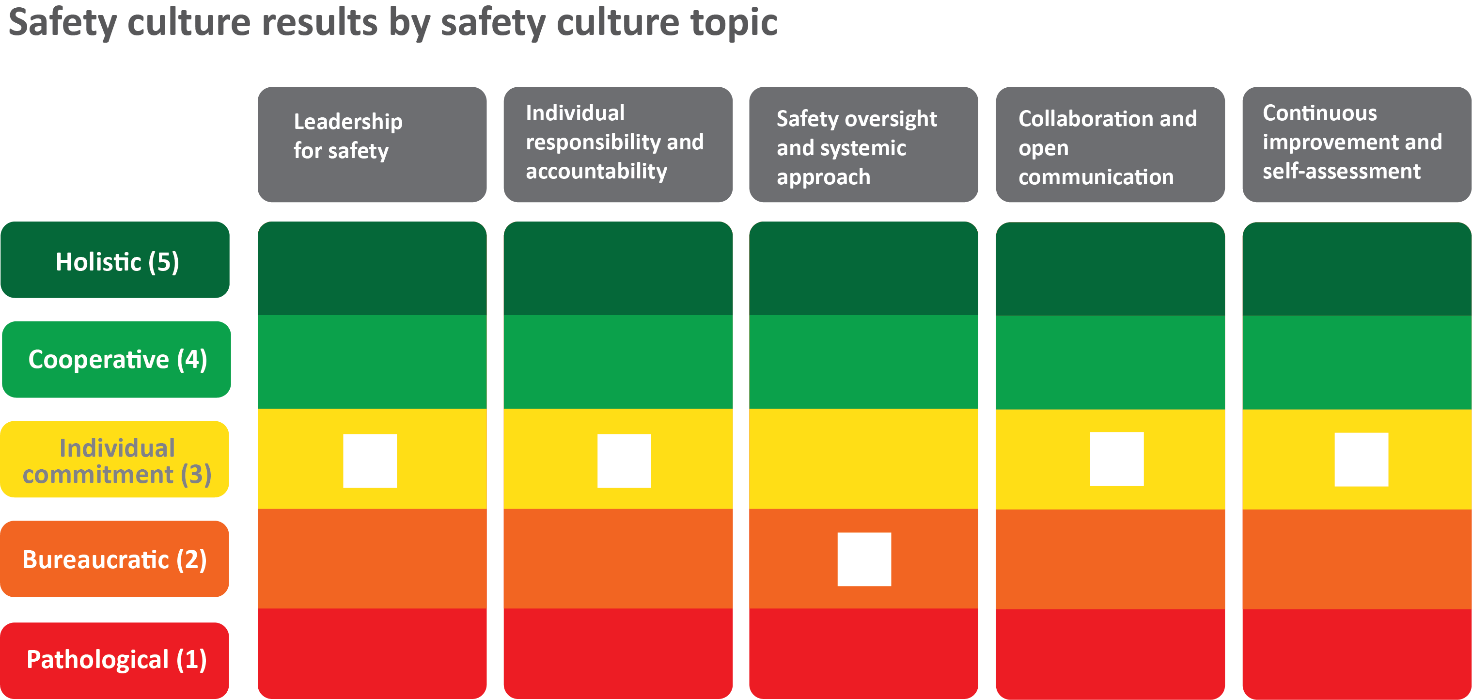 Safety culture results by safety culture topic
Leadership
for safety
Individual
responsibility and
accountability
Safety oversight
and systemic
approach
Collaboration and
open
communication
Continuous
improvement and
self-assessment
Holistic (5)
Cooperative (4)
Individual
commitment (3)
Bureaucratic (2)
Pathological (1)